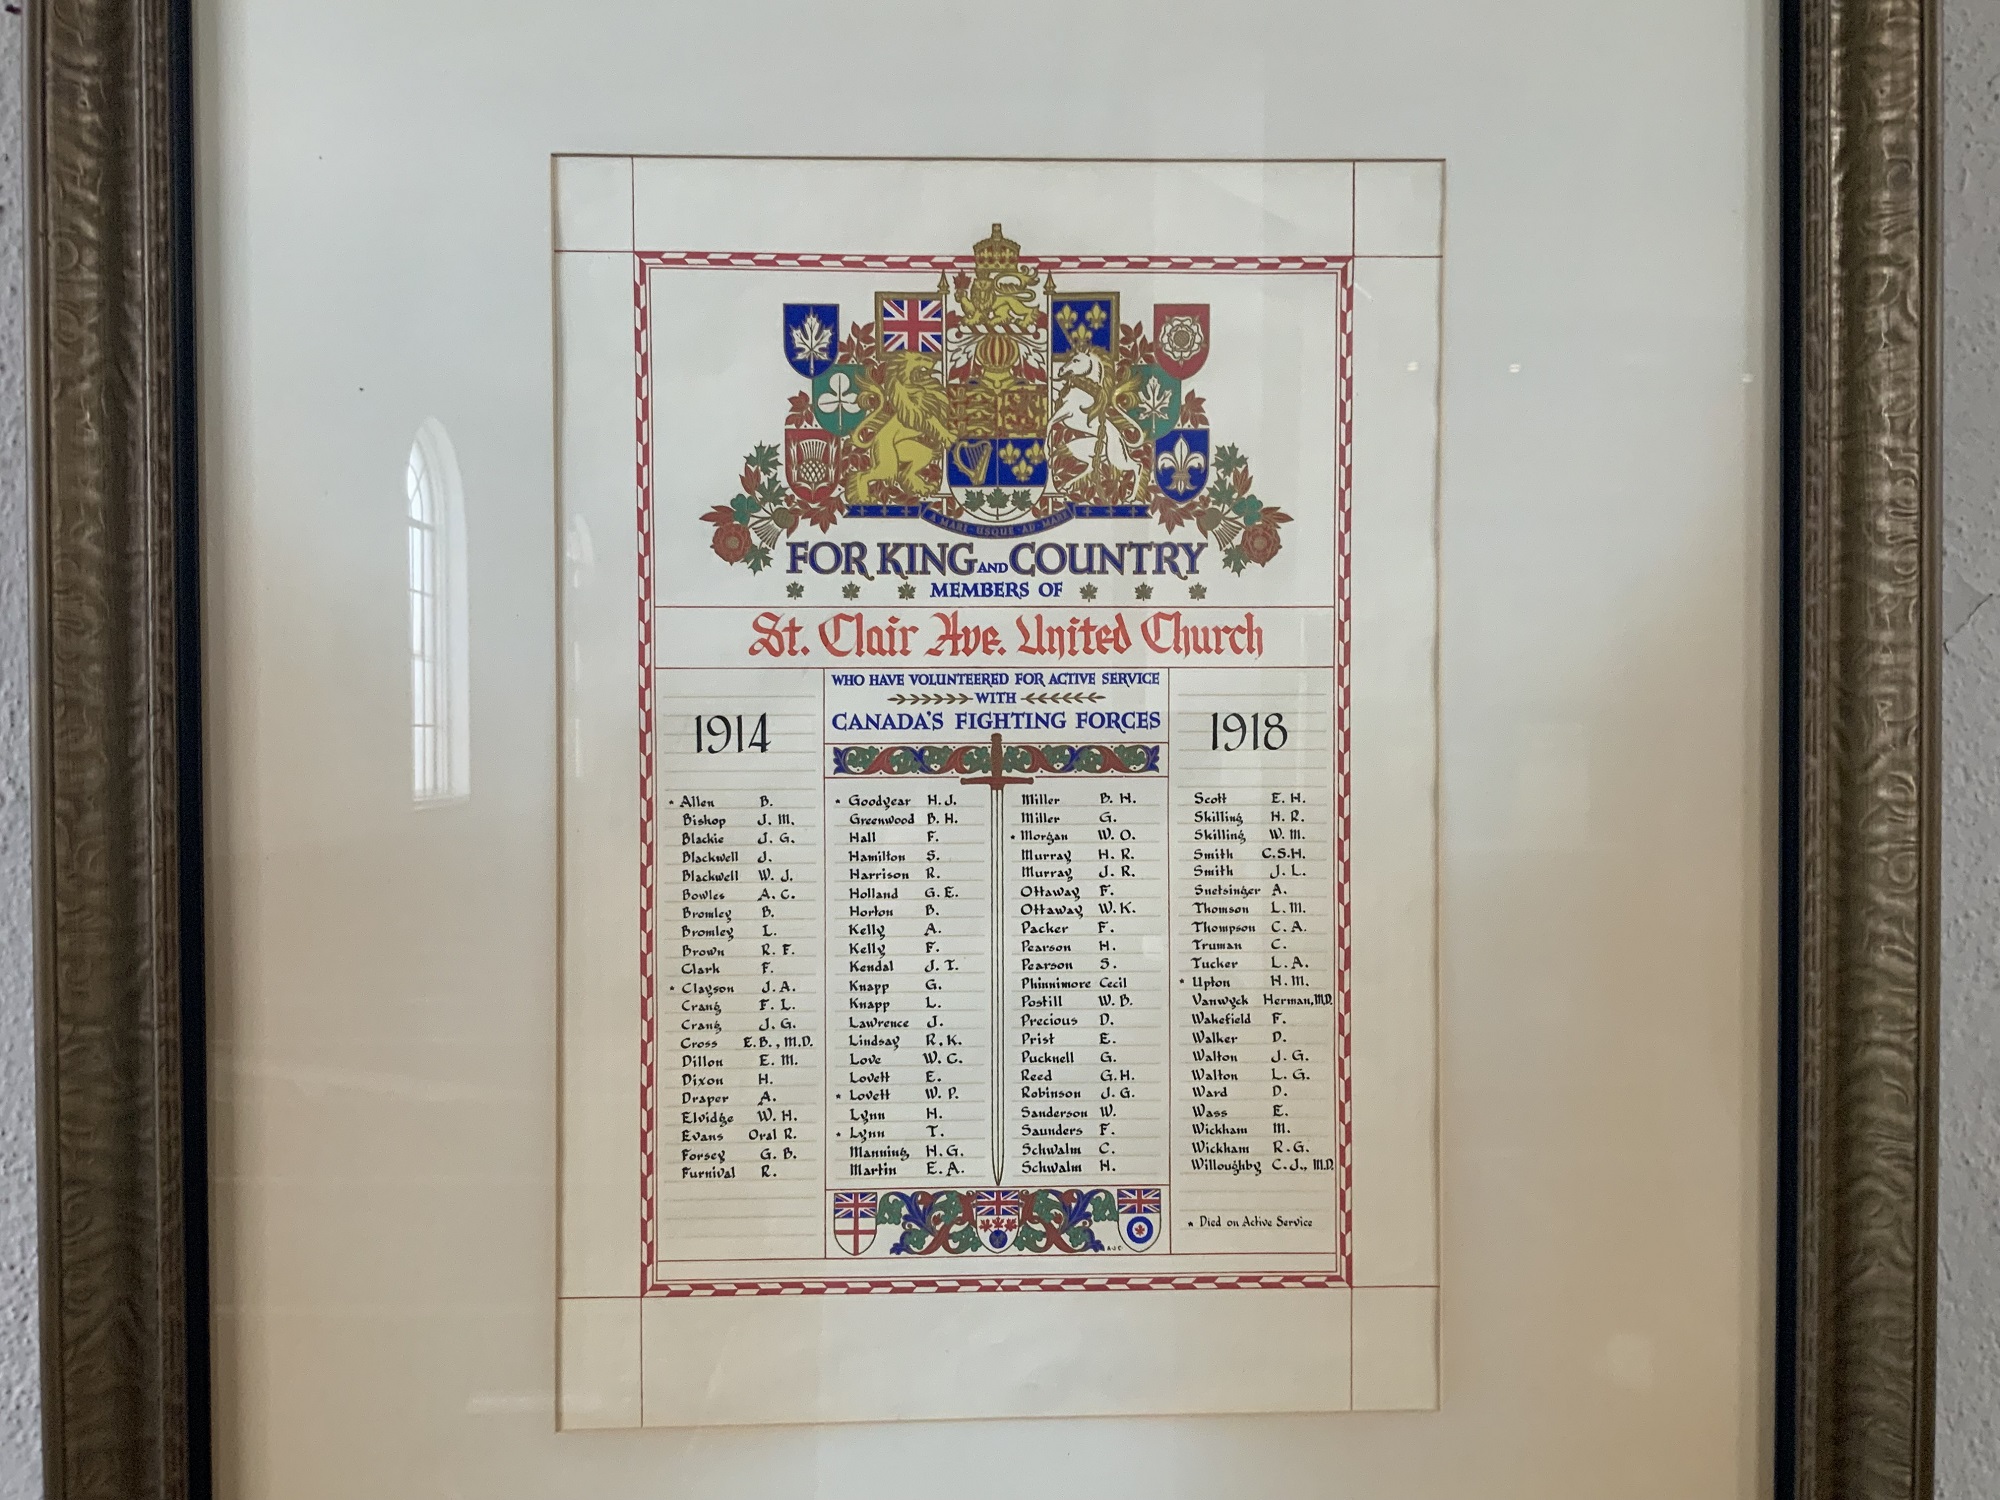 A MARI USQUE AD MARE
FOR KING AND COUNTRY
MEMBERS OF
St. Clair Ave. United Church
WHO HAVE VOLUNTEERED FOR ACTIVE SERVICE
WITH
CANADA'S FIGHTING FORCES
1914
1918
* Allen B.
Bishop J. M.
Blackie J. G.
Blackwell J.
Blackwell W. J.
Bowles A. C.
Bromley B.
Bromley L.
Brown R. F.
Clark F.
* Clayson J. A.
Crang F. L.
Crang J. G.
Cross E. B., M.D.
Dillon E. M.
Dixon H.
Draper A.
Elvidge W. H.
Evans Oral R.
Forsey G. B.
Furnival R.
* Goodyear H. J.
Greenwood B. H.
Hall F.
Hamilton S.
Harrison R.
Holland G. E.
Horton B.
Kelly A.
Kelly F.
Kendal J. T.
Knapp G.
Knapp L.
Lawrence J.
Lindsay R. K.
Love W. C.
Lovett E.
* Lovett W. P.
Lynn H.
* Lynn T.
Manning H. G.
Martin E. A.
Miller B. H.
Miller G.
* Morgan W. O.
Murray H. R.
Murray J. R.
Ottaway F.
Ottaway W. K.
Packer F.
Pearson H.
Pearson S.
Phinnimore Cecil
Postill W. B.
Precious D.
Prist E.
Pucknell G.
Reed G. H.
Robinson J. G.
Sanderson W.
Saunders F.
Schwalm C.
Schwalm H.
Scott E. H.
Skilling H. R.
Skilling W. M.
Smith C.S.H.
Smith J. L.
Snetsinger A.
Thomson L. M.
Thompson C. A.
Truman C.
Tucker L. A.
* Upton H. M.
Vanwyck Herman, M.D.
Wakefield F.
Walker D.
Walton J. G.
Walton L. G.
Ward D.
Wass E.
Wickham M.
Wickham R. G.
Willoughby C. J., M.D.
* Died on Active Service
A.J.C.